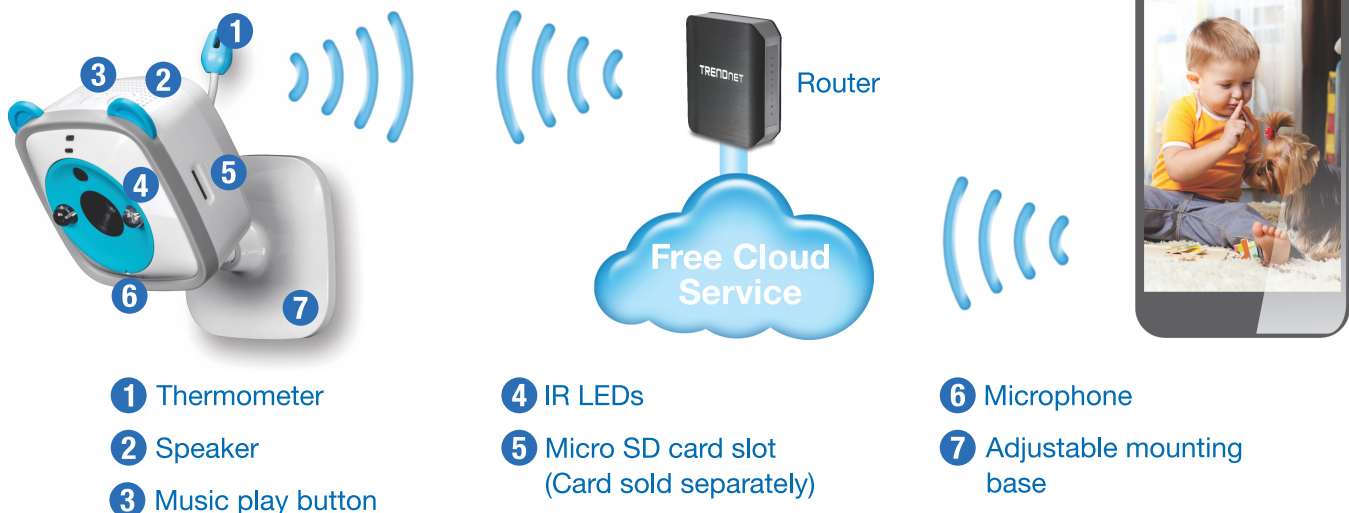 1
3
2
TRENDNET
Router
4
5
Free Cloud
Service
6
7
1 Thermometer
2 Speaker
3 Music play button
4 IR LEDs
5 Micro SD card slot
(Card sold separately)
6 Microphone
7 Adjustable mounting
base